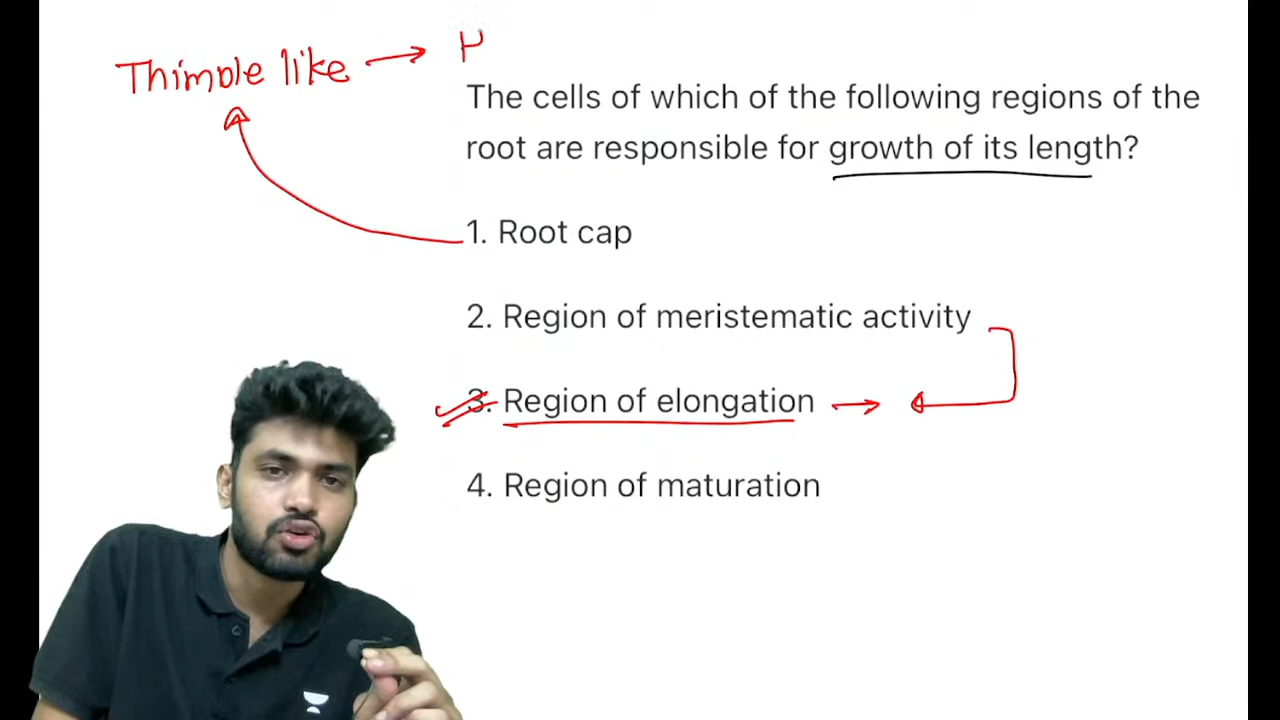 Thimble like → H
The cells of which of the following regions of the
root are responsible for growth of its length?
1. Root cap
2. Region of meristematic activity
3. Region of elongation →
4. Region of maturation